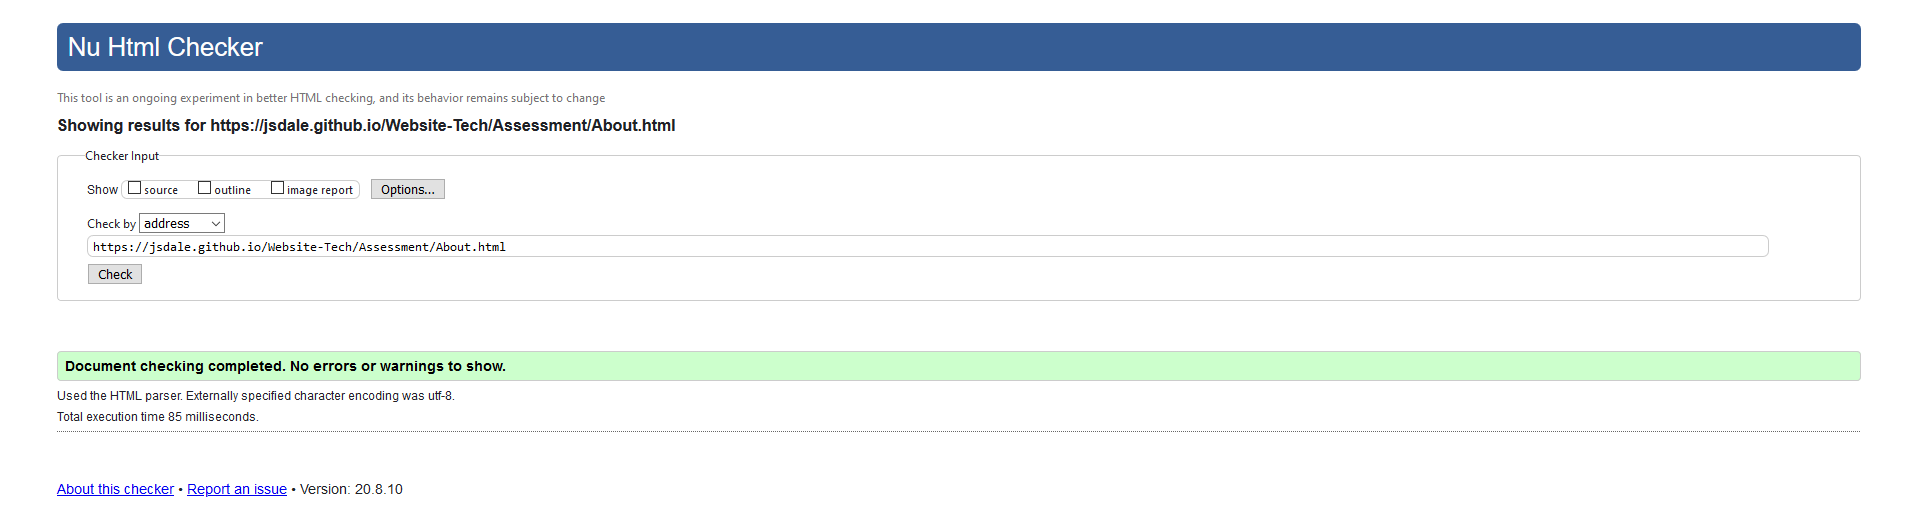 Nu Html Checker
This tool is an ongoing experiment in better HTML checking, and its behavior remains subject to change
Showing results for https://jsdale.github.io/Website-Tech/Assessment/About.html
Checker Input
Show source outline image report Options...
Check by address
https://jsdale.github.io/Website-Tech/Assessment/About.html
Check
Document checking completed. No errors or warnings to show.
Used the HTML parser. Externally specified character encoding was utf-8.
Total execution time 85 milliseconds.
About this checker • Report an issue • Version: 20.8.10